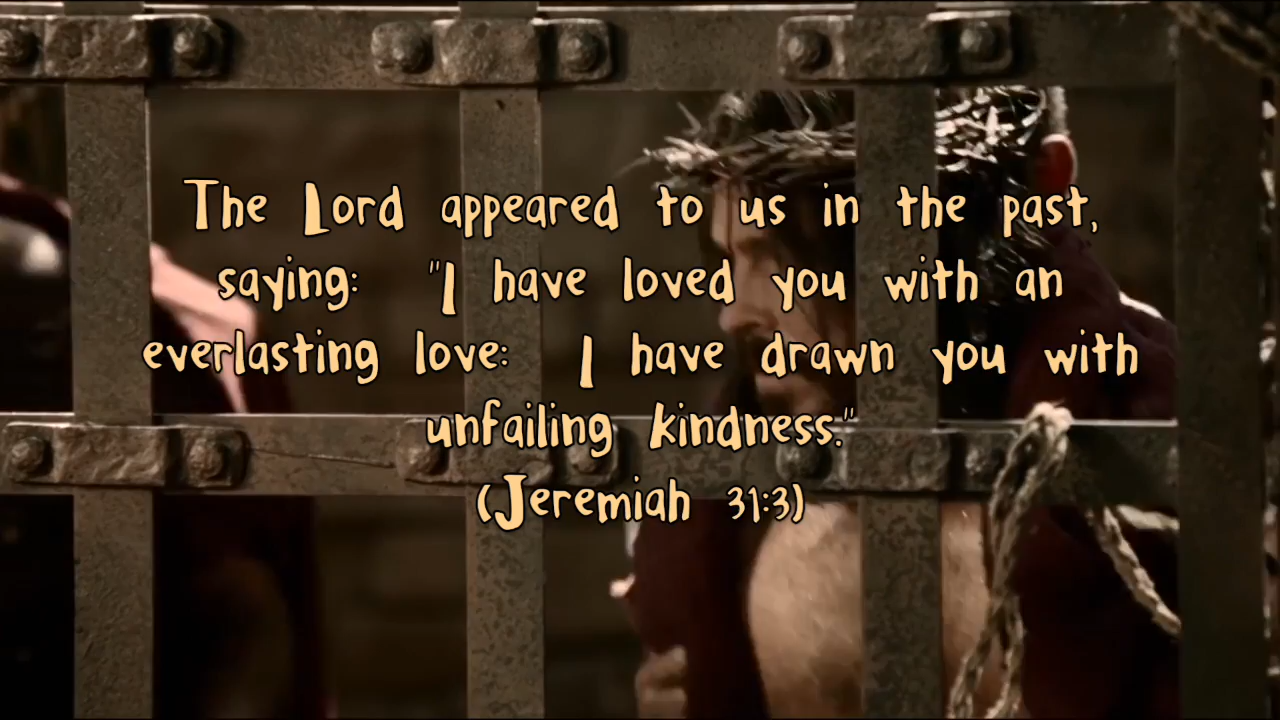 The Lord appeared to us in the past,
saying: "I have loved you with an
everlasting love: I have drawn you with
unfailing kindness."
(Jeremiah 31:3)